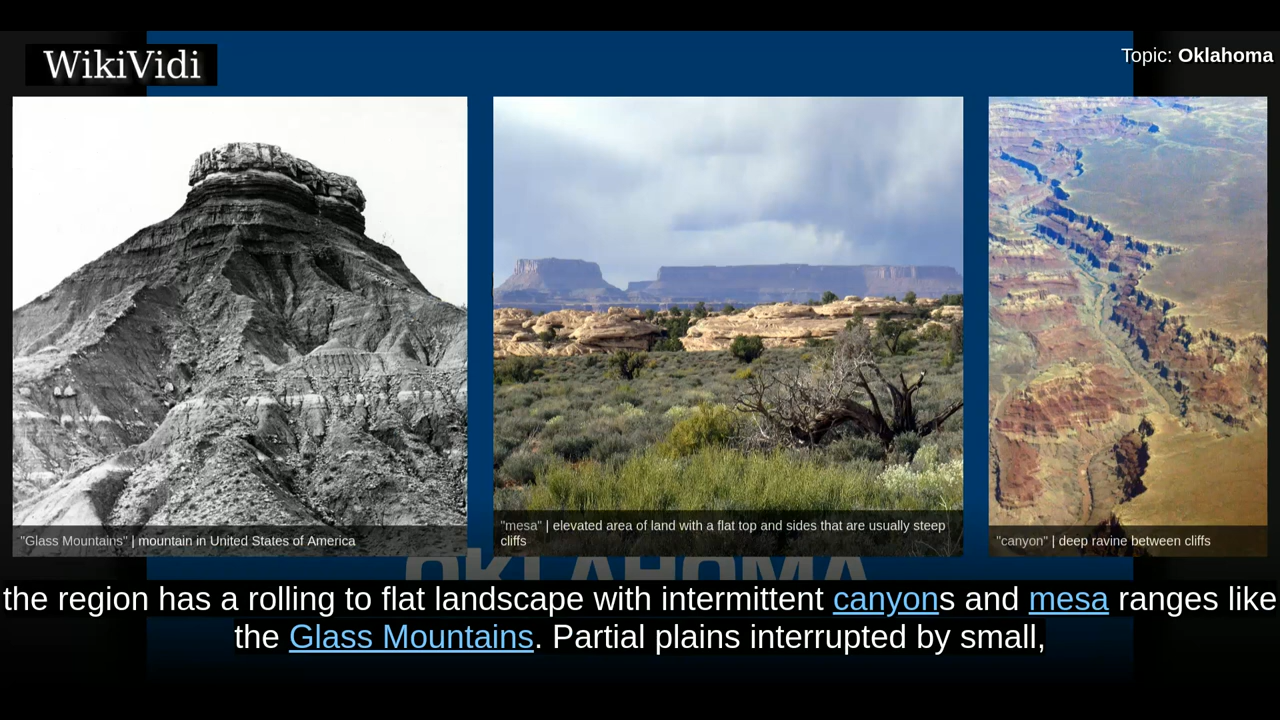 WikiVidi
Topic: Oklahoma
"Glass Mountains" | mountain in United States of America
"mesa" | elevated area of land with a flat top and sides that are usually steep
cliffs
"canyon" | deep ravine between cliffs
OKLAHOMA
the region has a rolling to flat landscape with intermittent canyons and mesa ranges like
the Glass Mountains. Partial plains interrupted by small,